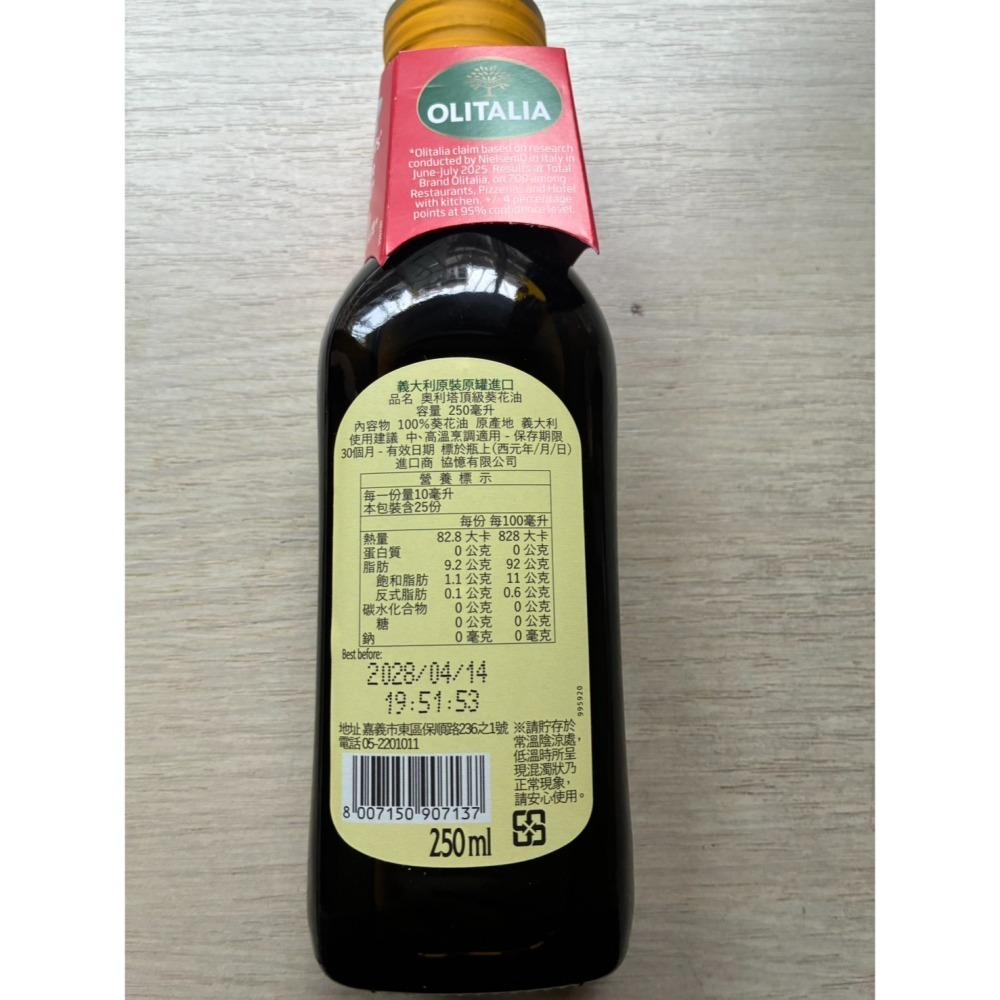 OLITALIA
*Olitalia claim based on research
conducted by NielsenIQ in Italy in
June-July 2025. Results at Total
Brand Olitalia, on 700 among
Restaurants, Pizzeria, and Hotel
with kitchen. +/- 4 percentage
points at 95% confidence level.
義大利原裝原罐進口
品名 奧利塔頂級葵花油
容量 250毫升
內容物 100%葵花油 原產地 義大利
使用建議 中、高溫烹調適用-保存期限
30個月-有效日期 標於瓶上(西元年/月/日)
進口商 協憶有限公司
營養標示
每一份量10毫升
本包裝含25份
每份 每100毫升
熱量 82.8 大卡 828 大卡
蛋白質 0 公克 0 公克
脂肪 9.2 公克 92 公克
飽和脂肪 1.1 公克 11 公克
反式脂肪 0.1 公克 0.6 公克
碳水化合物 0 公克 0 公克
糖 0 公克 0 公克
鈉 0 毫克 0 毫克
Best before:
2028/04/14
19:51:53
995920
地址 嘉義市東區保順路236之1號
電話 05-2201011
※請貯存於
常溫陰涼處,
低溫時所呈
現混濁狀乃
正常現象,
請安心使用。
8 007150 907137
250 ml